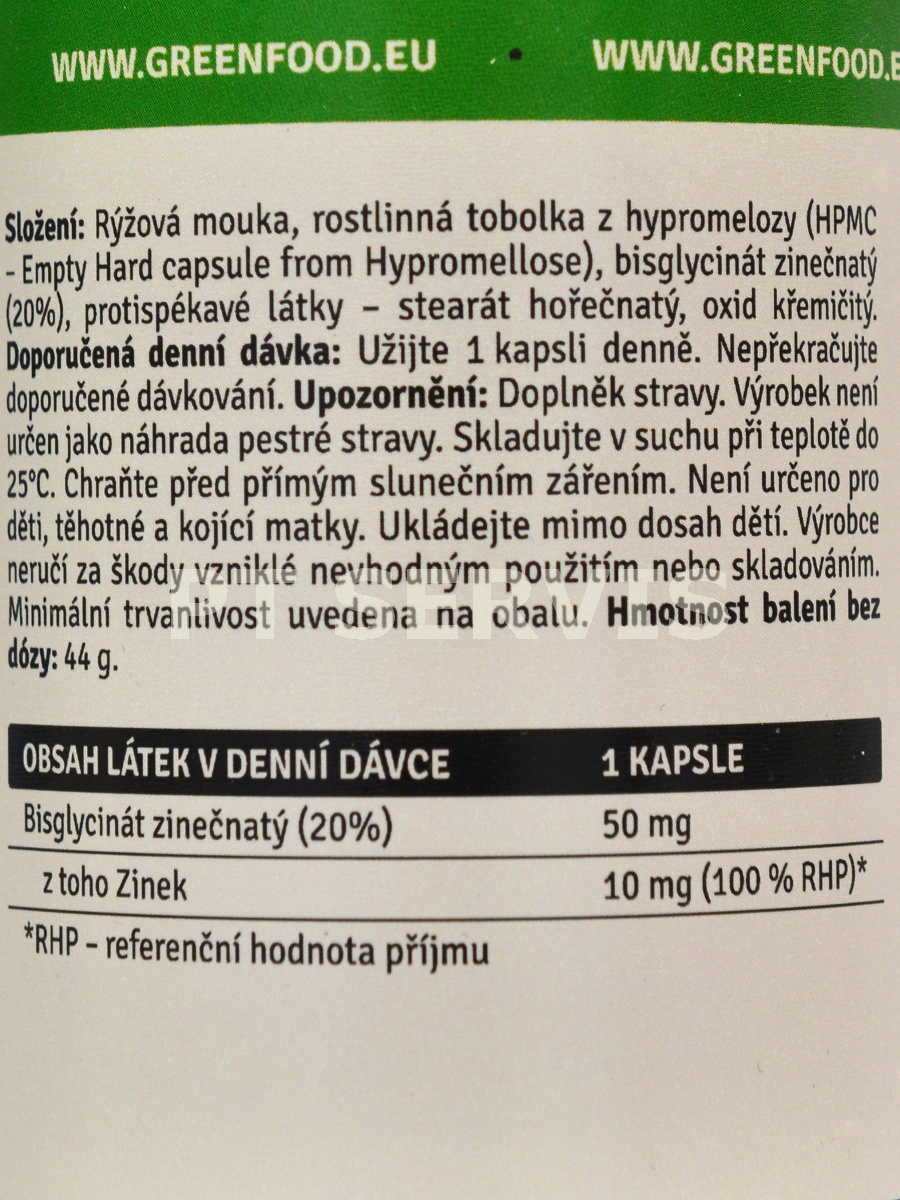 WWW.GREENFOOD.EU • WWW.GREENFOOD.E
Složení: Rýžová mouka, rostlinná tobolka z hypromelozy (HPMC
- Empty Hard capsule from Hypromellose), bisglycinát zinečnatý
(20%), protispékavé látky – stearát hořečnatý, oxid křemičitý.
Doporučená denní dávka: Užijte 1 kapsli denně. Nepřekračujte
doporučené dávkování. Upozornění: Doplněk stravy. Výrobek není
určen jako náhrada pestré stravy. Skladujte v suchu při teplotě do
25°C. Chraňte před přímým slunečním zářením. Není určeno pro
děti, těhotné a kojící matky. Ukládejte mimo dosah dětí. Výrobce
neručí za škody vzniklé nevhodným použitím nebo skladováním.
Minimální trvanlivost uvedena na obalu. Hmotnost balení bez
dózy: 44 g.
PT SERVIS
OBSAH LÁTEK V DENNÍ DÁVCE 1 KAPSLE
Bisglycinát zinečnatý (20%) 50 mg
z toho Zinek 10 mg (100 % RHP)*
*RHP – referenční hodnota příjmu